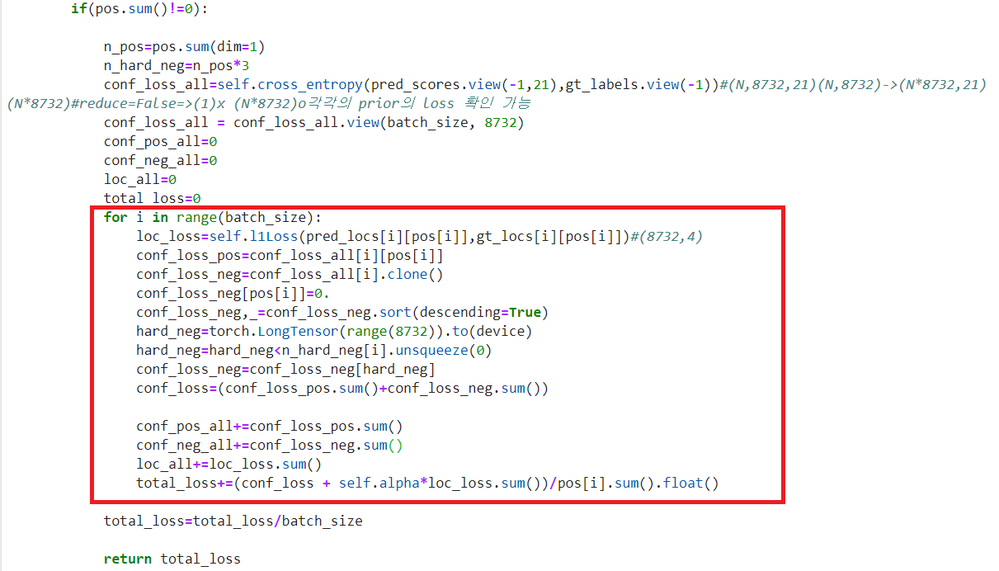 if(pos.sum()!=0):
n_pos=pos.sum(dim=1)
n_hard_neg=n_pos*3
conf_loss_all=self.cross_entropy(pred_scores.view(-1,21),gt_labels.view(-1))#(N,8732,21)(N,8732)->(N*8732,21)
(N*8732)#reduce=False=>(1)x (N*8732)o각각의 prior의 loss 확인 가능
conf_loss_all = conf_loss_all.view(batch_size, 8732)
conf_pos_all=0
conf_neg_all=0
loc_all=0
total_loss=0
for i in range(batch_size):
loc_loss=self.l1Loss(pred_locs[i][pos[i]],gt_locs[i][pos[i]])#(8732,4)
conf_loss_pos=conf_loss_all[i][pos[i]]
conf_loss_neg=conf_loss_all[i].clone()
conf_loss_neg[pos[i]]=0.
conf_loss_neg,_=conf_loss_neg.sort(descending=True)
hard_neg=torch.LongTensor(range(8732)).to(device)
hard_neg=hard_neg<n_hard_neg[i].unsqueeze(0)
conf_loss_neg=conf_loss_neg[hard_neg]
conf_loss=(conf_loss_pos.sum()+conf_loss_neg.sum())
conf_pos_all+=conf_loss_pos.sum()
conf_neg_all+=conf_loss_neg.sum()
loc_all+=loc_loss.sum()
total_loss+=(conf_loss + self.alpha*loc_loss.sum())/pos[i].sum().float()
total_loss=total_loss/batch_size
return total_loss